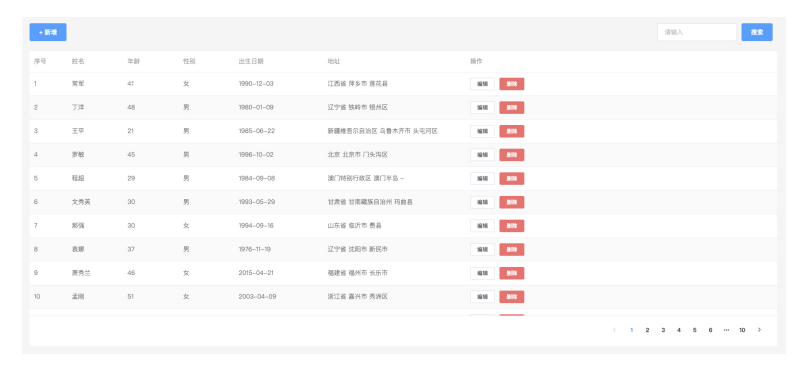 + 新增 请输入 搜索
序号 姓名 年龄 性别 出生日期 地址 操作
1 常军 41 女 1990-12-03 江西省 萍乡市 莲花县 编辑 删除
2 丁洋 48 男 1980-01-09 辽宁省 铁岭市 银州区 编辑 删除
3 王平 21 男 1985-06-22 新疆维吾尔自治区 乌鲁木齐市 头屯河区 编辑 删除
4 罗敏 45 男 1996-10-02 北京 北京市 门头沟区 编辑 删除
5 程超 29 男 1984-09-08 澳门特别行政区 澳门半岛 - 编辑 删除
6 文秀英 30 男 1993-05-29 甘肃省 甘南藏族自治州 玛曲县 编辑 删除
7 郑强 30 女 1994-09-16 山东省 临沂市 费县 编辑 删除
8 袁娜 37 男 1976-11-19 辽宁省 沈阳市 新民市 编辑 删除
9 萧秀兰 46 女 2015-04-21 福建省 福州市 长乐市 编辑 删除
10 孟刚 51 女 2003-04-09 浙江省 嘉兴市 秀洲区 编辑 删除
< 1 2 3 4 5 6 ··· 10 >